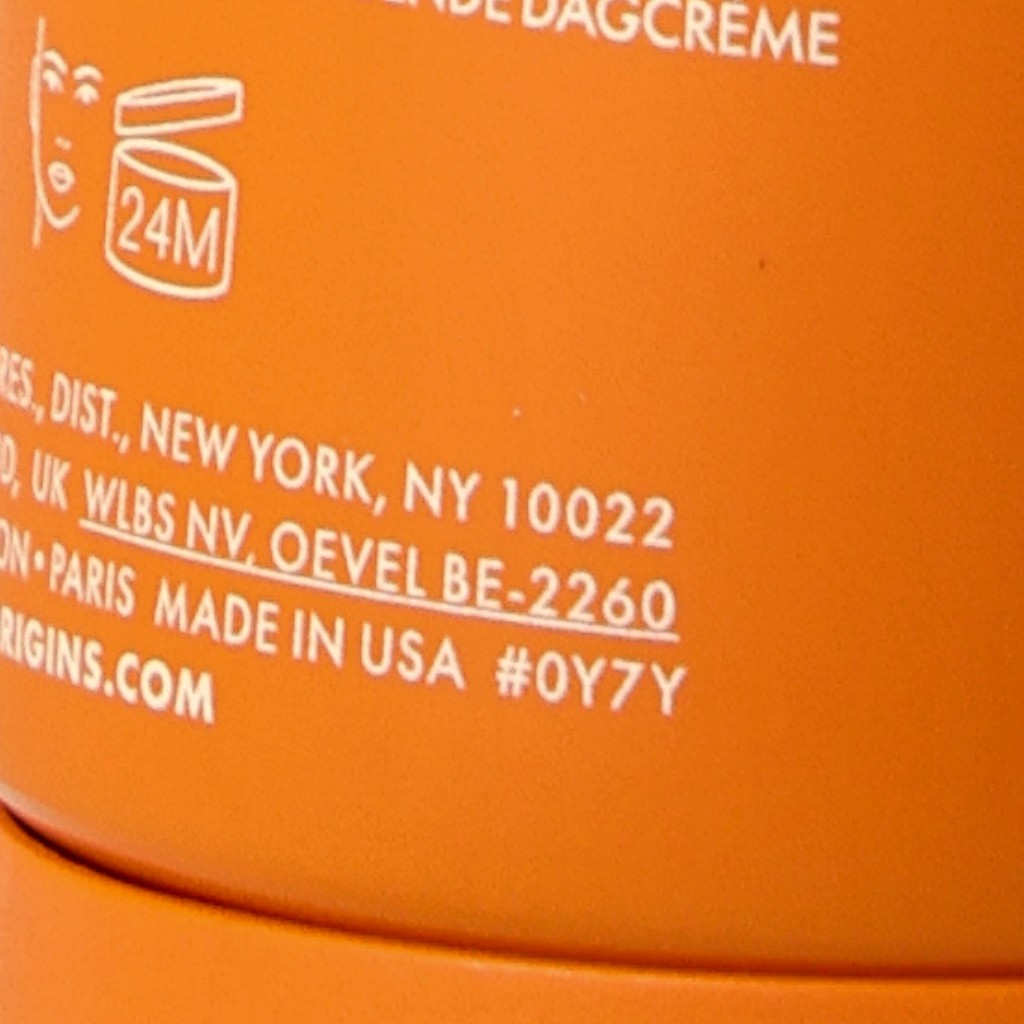 DAGCRÈME
24M
DIST., NEW YORK, NY 10022
UK WLBS NV, OEVEL BE-2260
•PARIS MADE IN USA #0Y7Y
RIGINS.COM